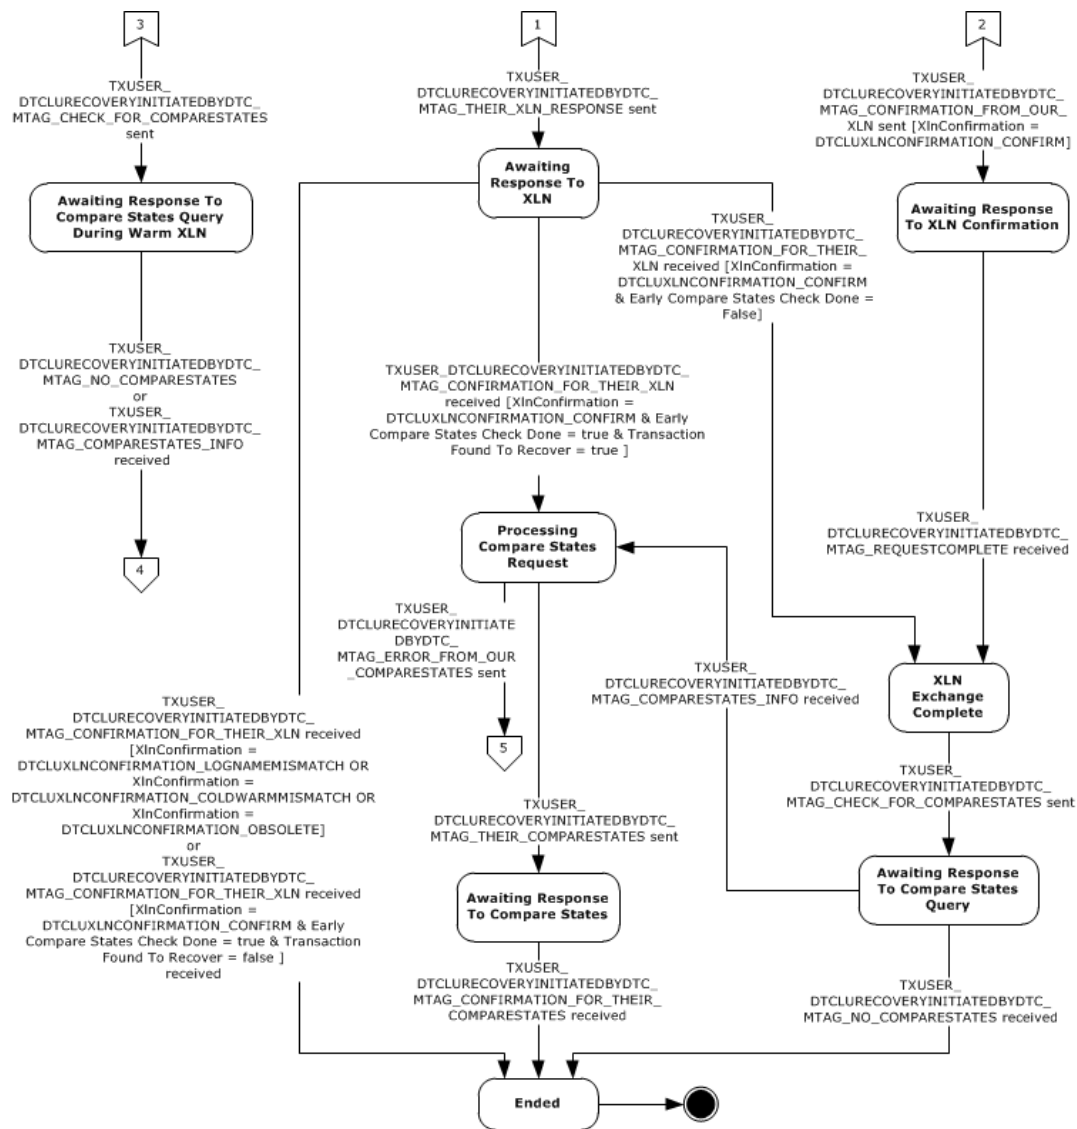 3
TXUSER_
DTCLURECOVERYINITIATEDBYDTC_
MTAG_CHECK_FOR_COMPARESTATES
sent
Awaiting Response To
Compare States Query
During Warm XLN
TXUSER_
DTCLURECOVERYINITIATEDBYDTC_
MTAG_NO_COMPARESTATES
or
TXUSER_
DTCLURECOVERYINITIATEDBYDTC_
MTAG_COMPARESTATES_INFO
received
4
1
TXUSER_
DTCLURECOVERYINITIATEDBYDTC_
MTAG_THEIR_XLN_RESPONSE sent
Awaiting
Response To
XLN
2
TXUSER_
DTCLURECOVERYINITIATEDBYDTC_
MTAG_CONFIRMATION_FROM_OUR_
XLN sent [XlnConfirmation =
DTCLUXLNCONFIRMATION_CONFIRM]
Awaiting Response
To XLN Confirmation
TXUSER_
DTCLURECOVERYINITIATEDBYDTC_
MTAG_CONFIRMATION_FOR_THEIR_
XLN received [XlnConfirmation =
DTCLUXLNCONFIRMATION_CONFIRM
& Early Compare States Check Done =
False]
TXUSER_DTCLURECOVERYINITIATEDBYDTC_
MTAG_CONFIRMATION_FOR_THEIR_XLN
received [XlnConfirmation =
DTCLUXLNCONFIRMATION_CONFIRM & Early
Compare States Check Done = true & Transaction
Found To Recover = true ]
Processing
Compare States
Request
TXUSER_
DTCLURECOVERYINITIATEDBYDTC_
MTAG_REQUESTCOMPLETE received
TXUSER_
DTCLURECOVERYINITIATE
DBYDTC_
MTAG_ERROR_FROM_OUR
_COMPARESTATES sent
5
TXUSER_
DTCLURECOVERYINITIATEDBYDTC_
MTAG_COMPARESTATES_INFO received
XLN
Exchange
Complete
TXUSER_
DTCLURECOVERYINITIATEDBYDTC_
MTAG_CONFIRMATION_FOR_THEIR_XLN received
[XlnConfirmation =
DTCLUXLNCONFIRMATION_LOGNAMEMISMATCH OR
XlnConfirmation =
DTCLUXLNCONFIRMATION_COLDWARMMISMATCH OR
XlnConfirmation =
DTCLUXLNCONFIRMATION_OBSOLETE]
or
TXUSER_
DTCLURECOVERYINITIATEDBYDTC_
MTAG_CONFIRMATION_FOR_THEIR_XLN received
[XlnConfirmation =
DTCLUXLNCONFIRMATION_CONFIRM & Early
Compare States Check Done = true & Transaction
Found To Recover = false ]
received
TXUSER_
DTCLURECOVERYINITIATEDBYDTC_
MTAG_THEIR_COMPARESTATES sent
TXUSER_
DTCLURECOVERYINITIATEDBYDTC_
MTAG_CHECK_FOR_COMPARESTATES sent
Awaiting Response
To Compare States
Awaiting Response
To Compare States
Query
TXUSER_
DTCLURECOVERYINITIATEDBYDTC_
MTAG_CONFIRMATION_FOR_THEIR_
COMPARESTATES received
TXUSER_
DTCLURECOVERYINITIATEDBYDTC_
MTAG_NO_COMPARESTATES received
Ended